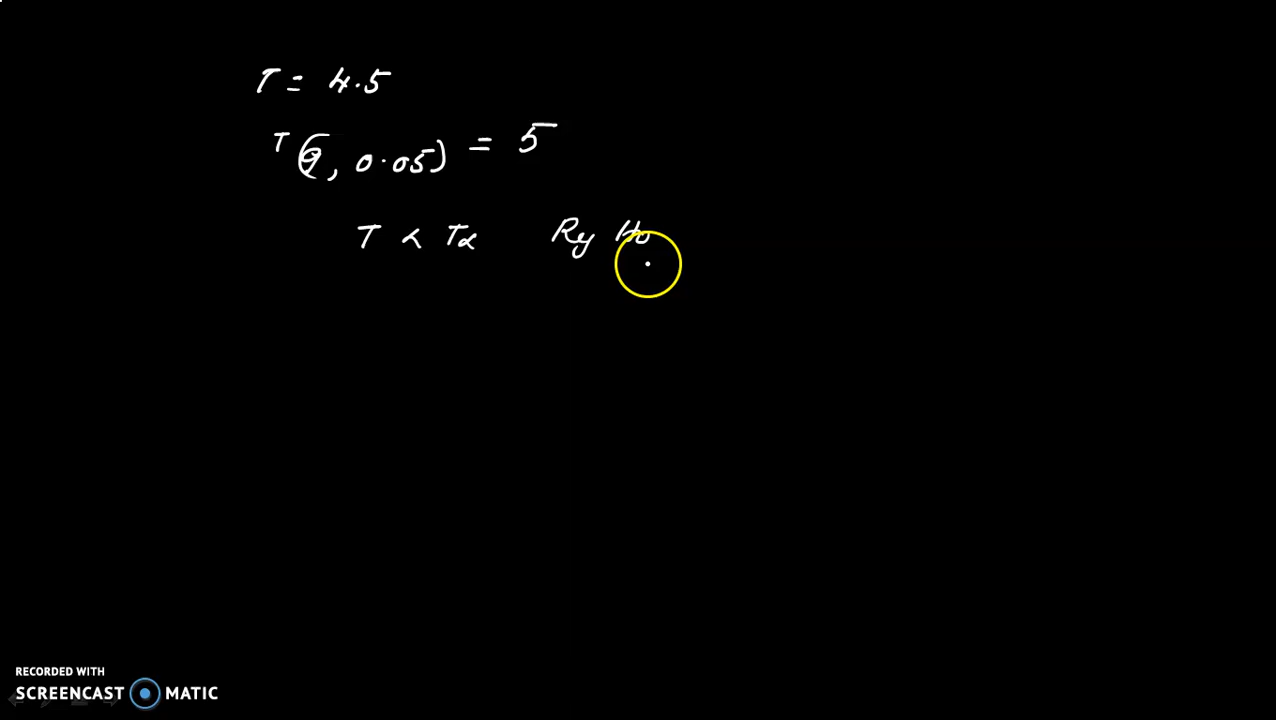 T = 4.5
T(9, 0.05) = 5
T < Tα Rej H0
RECORDED WITH
SCREENCAST MATIC